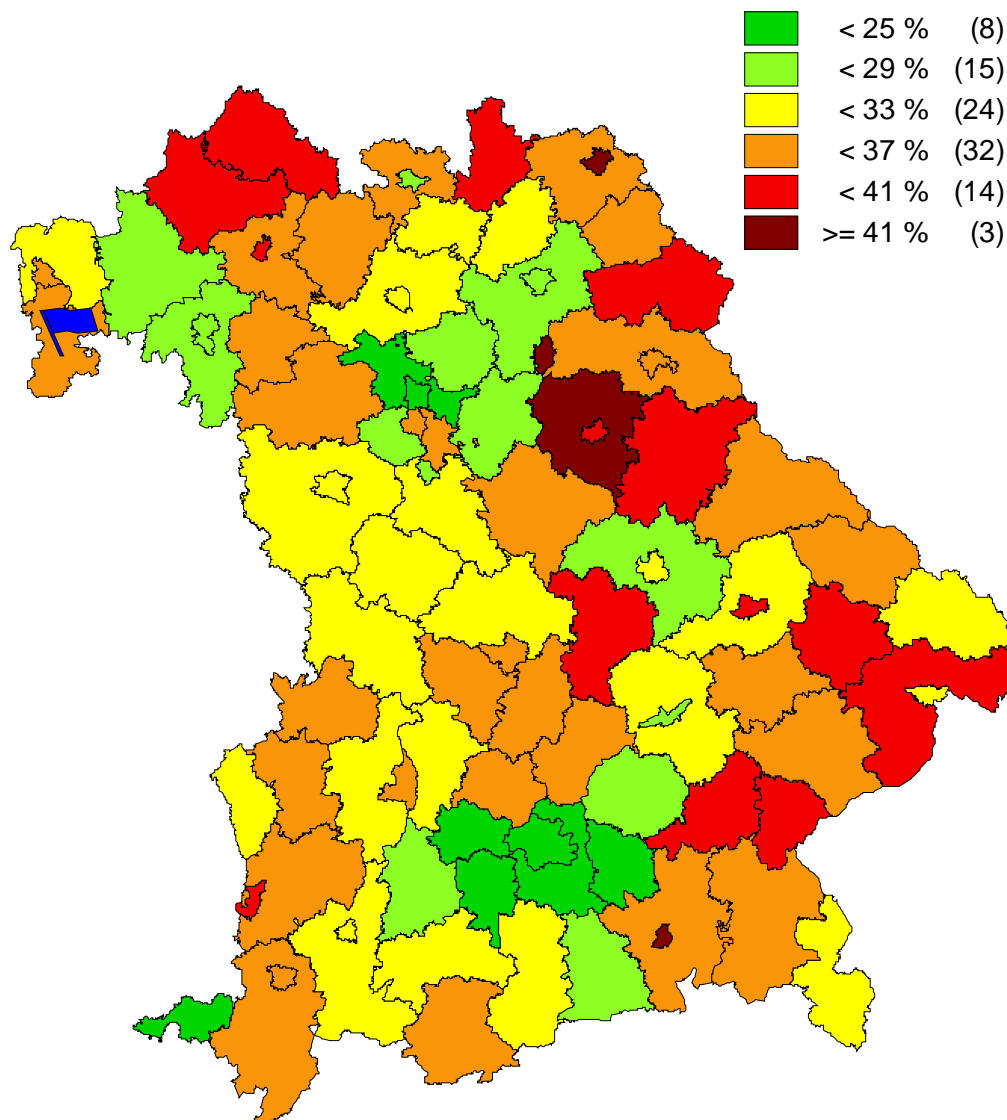 < 25 % (8)
< 29 % (15)
< 33 % (24)
< 37 % (32)
< 41 % (14)
>= 41 % (3)